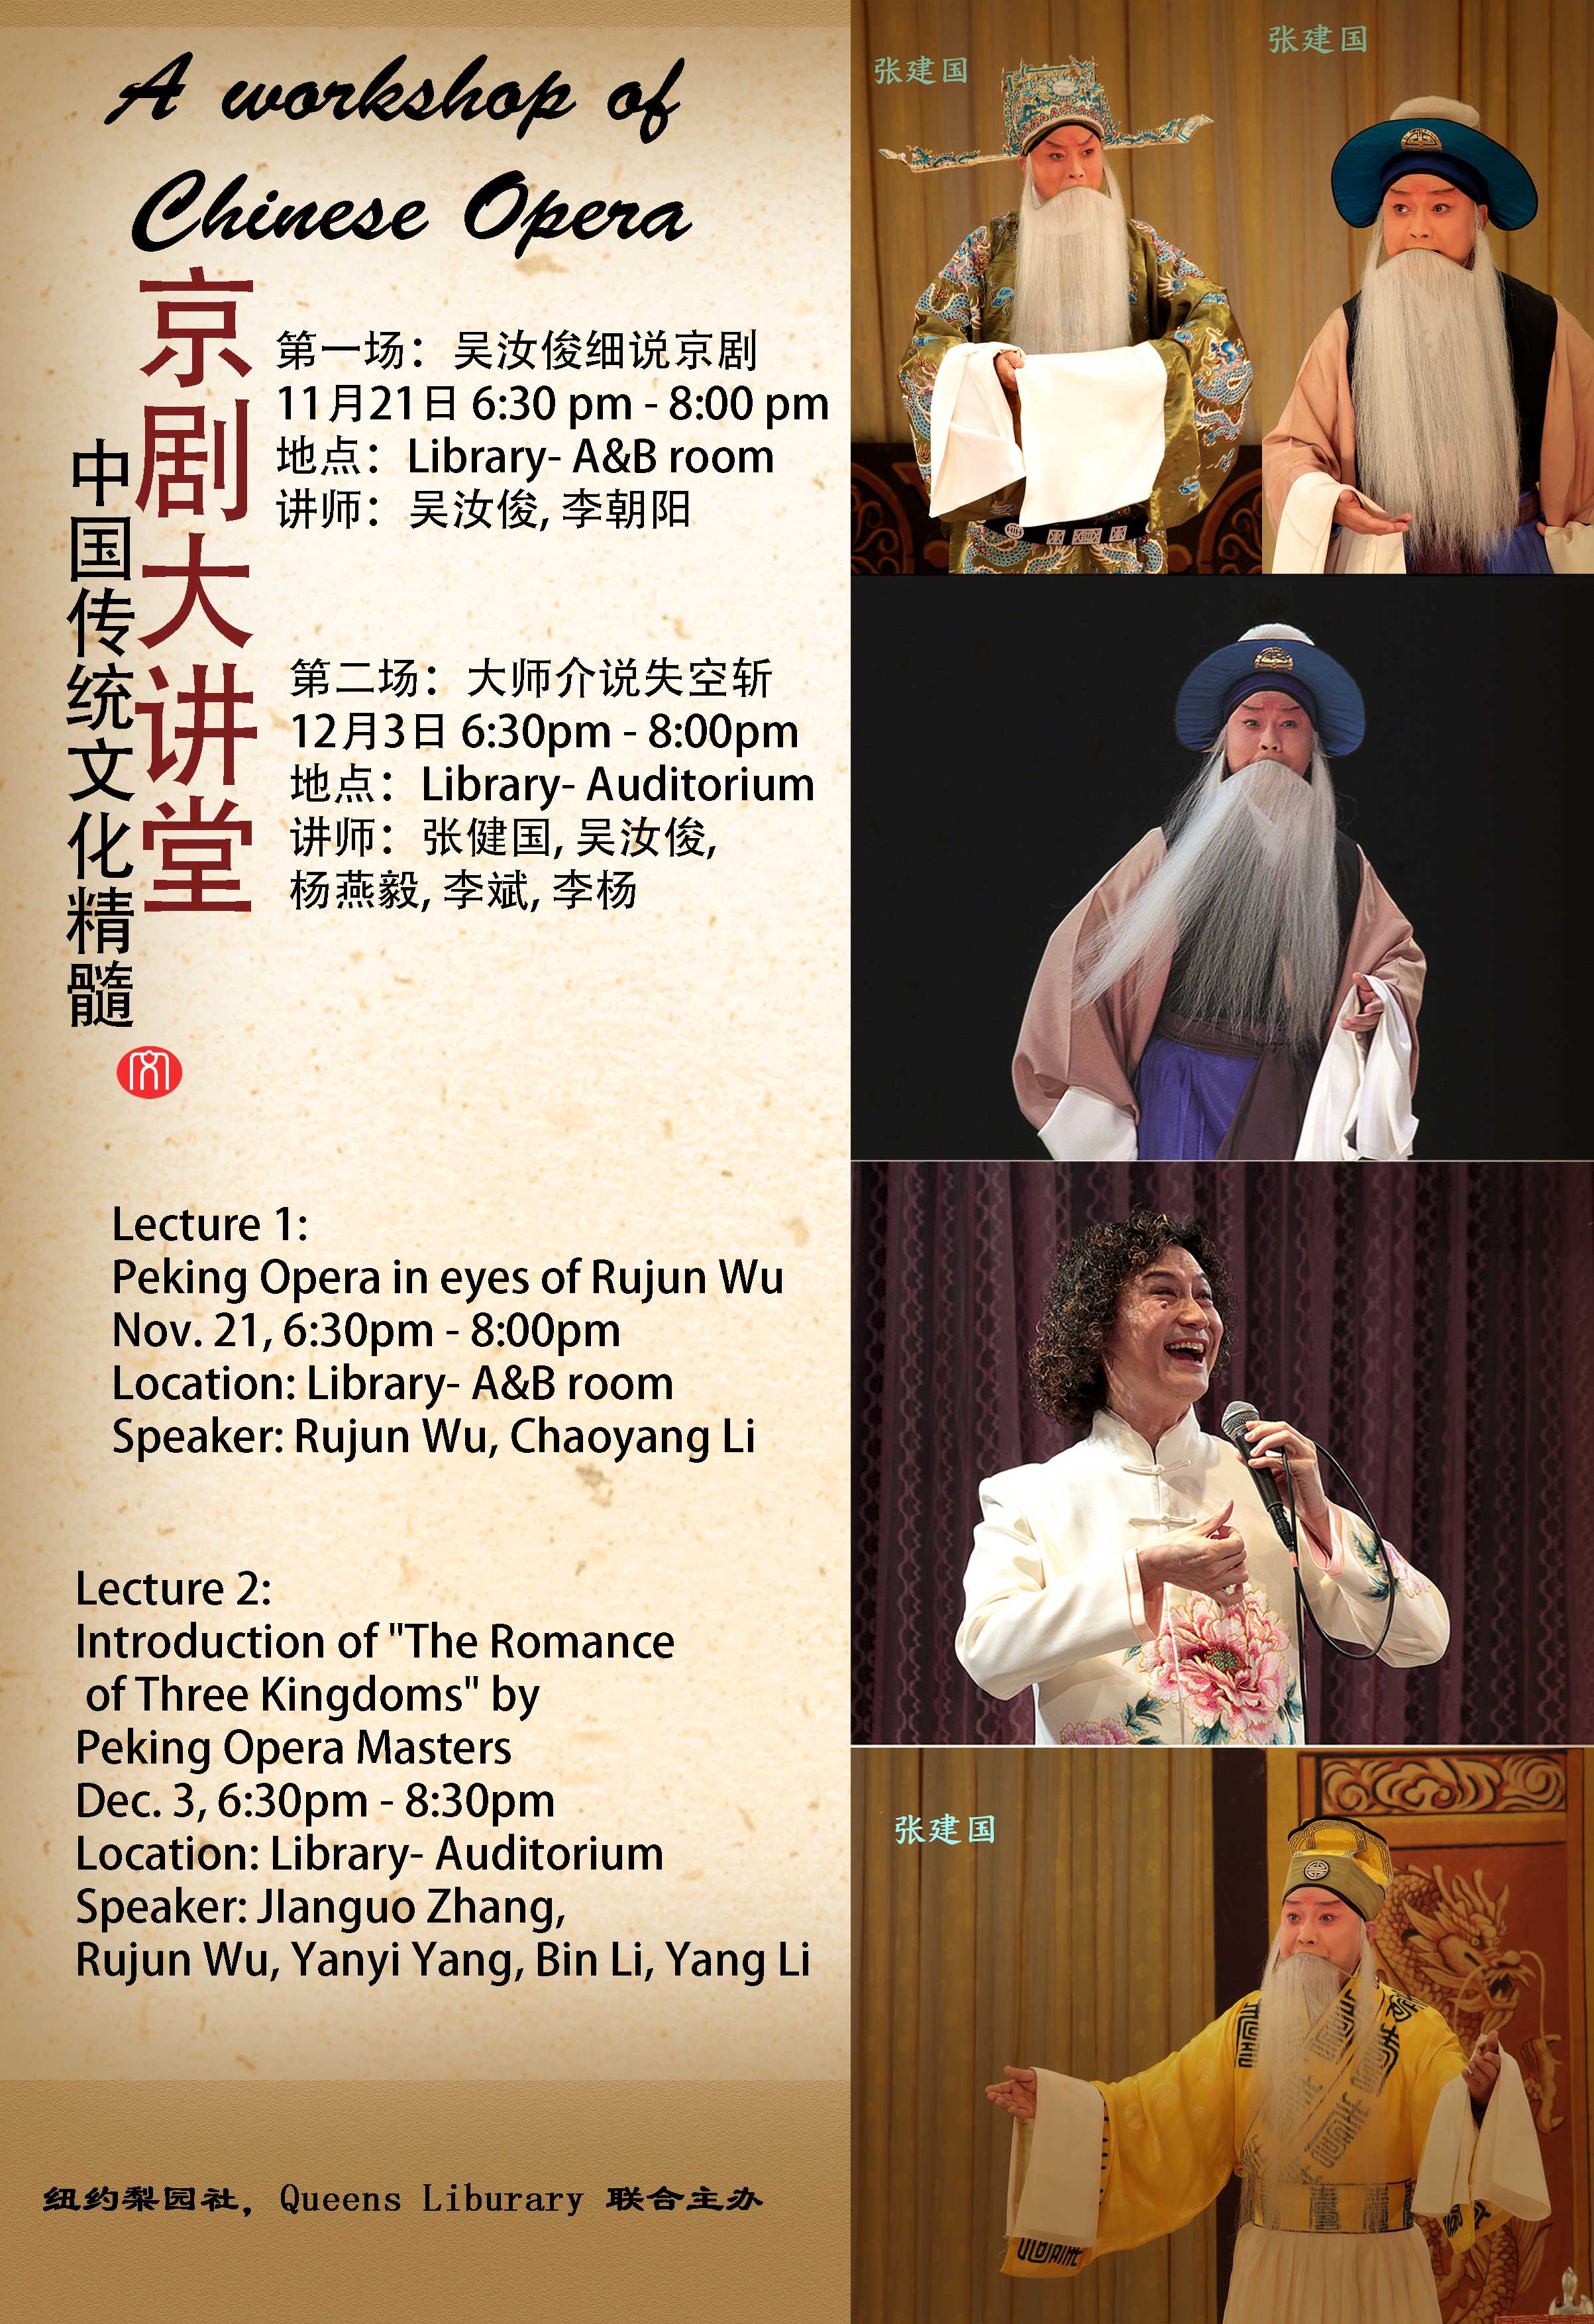 A workshop of
Chinese Opera
京剧大讲堂
中国传统文化精髓
第一场：吴汝俊细说京剧
11月21日 6:30 pm - 8:00 pm
地点：Library- A&B room
讲师：吴汝俊, 李朝阳
第二场：大师介说失空斩
12月3日 6:30pm - 8:00pm
地点：Library- Auditorium
讲师：张健国, 吴汝俊,
杨燕毅, 李斌, 李杨
Lecture 1:
Peking Opera in eyes of Rujun Wu
Nov. 21, 6:30pm - 8:00pm
Location: Library- A&B room
Speaker: Rujun Wu, Chaoyang Li
Lecture 2:
Introduction of "The Romance
of Three Kingdoms" by
Peking Opera Masters
Dec. 3, 6:30pm - 8:30pm
Location: Library- Auditorium
Speaker: JIanguo Zhang,
Rujun Wu, Yanyi Yang, Bin Li, Yang Li
纽约梨园社，Queens Liburary 联合主办
张建国
张建国
张建国